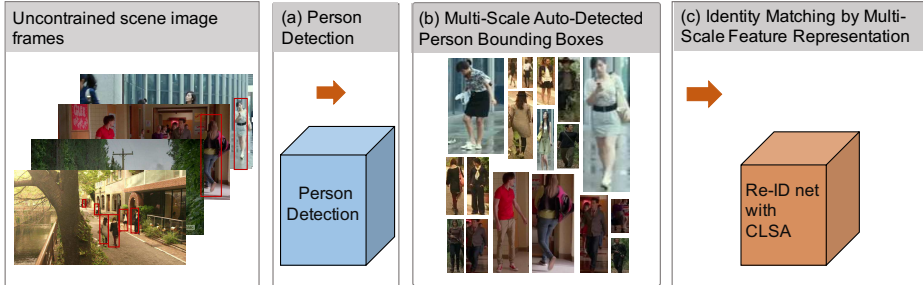 Uncontrained scene image
frames
(a) Person
Detection
(b) Multi-Scale Auto-Detected
Person Bounding Boxes
(c) Identity Matching by Multi-
Scale Feature Representation
Person
Detection
Re-ID net
with
CLSA